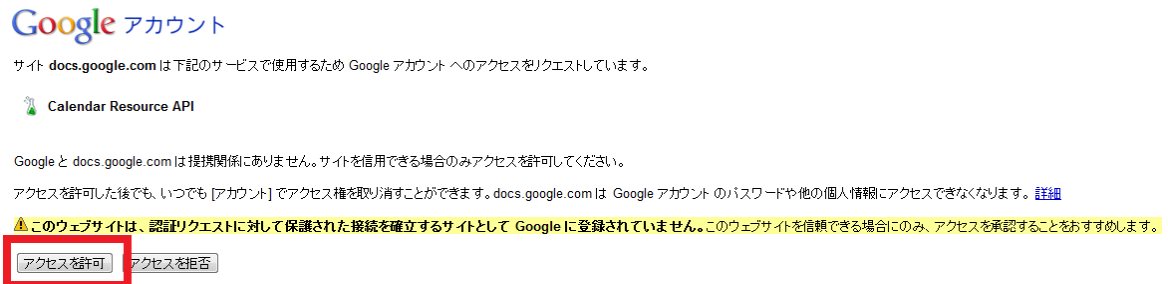 Google アカウント
サイト docs.google.com は下記のサービスで使用するため Google アカウント へのアクセスをリクエストしています。
Calendar Resource API
Google と docs.google.com は提携関係にありません。サイトを信用できる場合のみアクセスを許可してください。
アクセスを許可した後でも、いつでも [アカウント] でアクセス権を取り消すことができます。docs.google.com は Google アカウント のパスワードや他の個人情報にアクセスできなくなります。 詳細
このウェブサイトは、認証リクエストに対して保護された接続を確立するサイトとして Google に登録されていません。このウェブサイトを信頼できる場合にのみ、アクセスを承認することをおすすめします。
アクセスを許可 アクセスを拒否